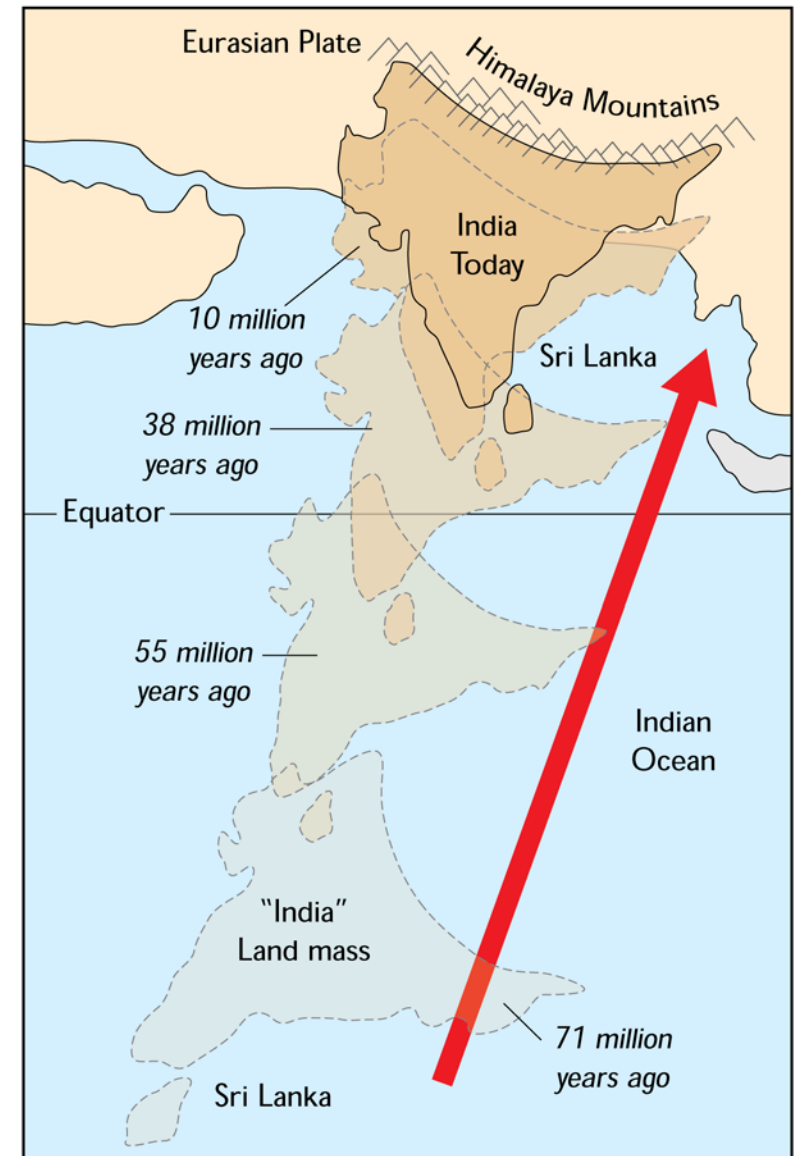 Eurasian Plate
Himalaya Mountains
India
Today
10 million
years ago
Sri Lanka
38 million
years ago
Equator
55 million
years ago
Indian
Ocean
"India"
Land mass
71 million
years ago
Sri Lanka